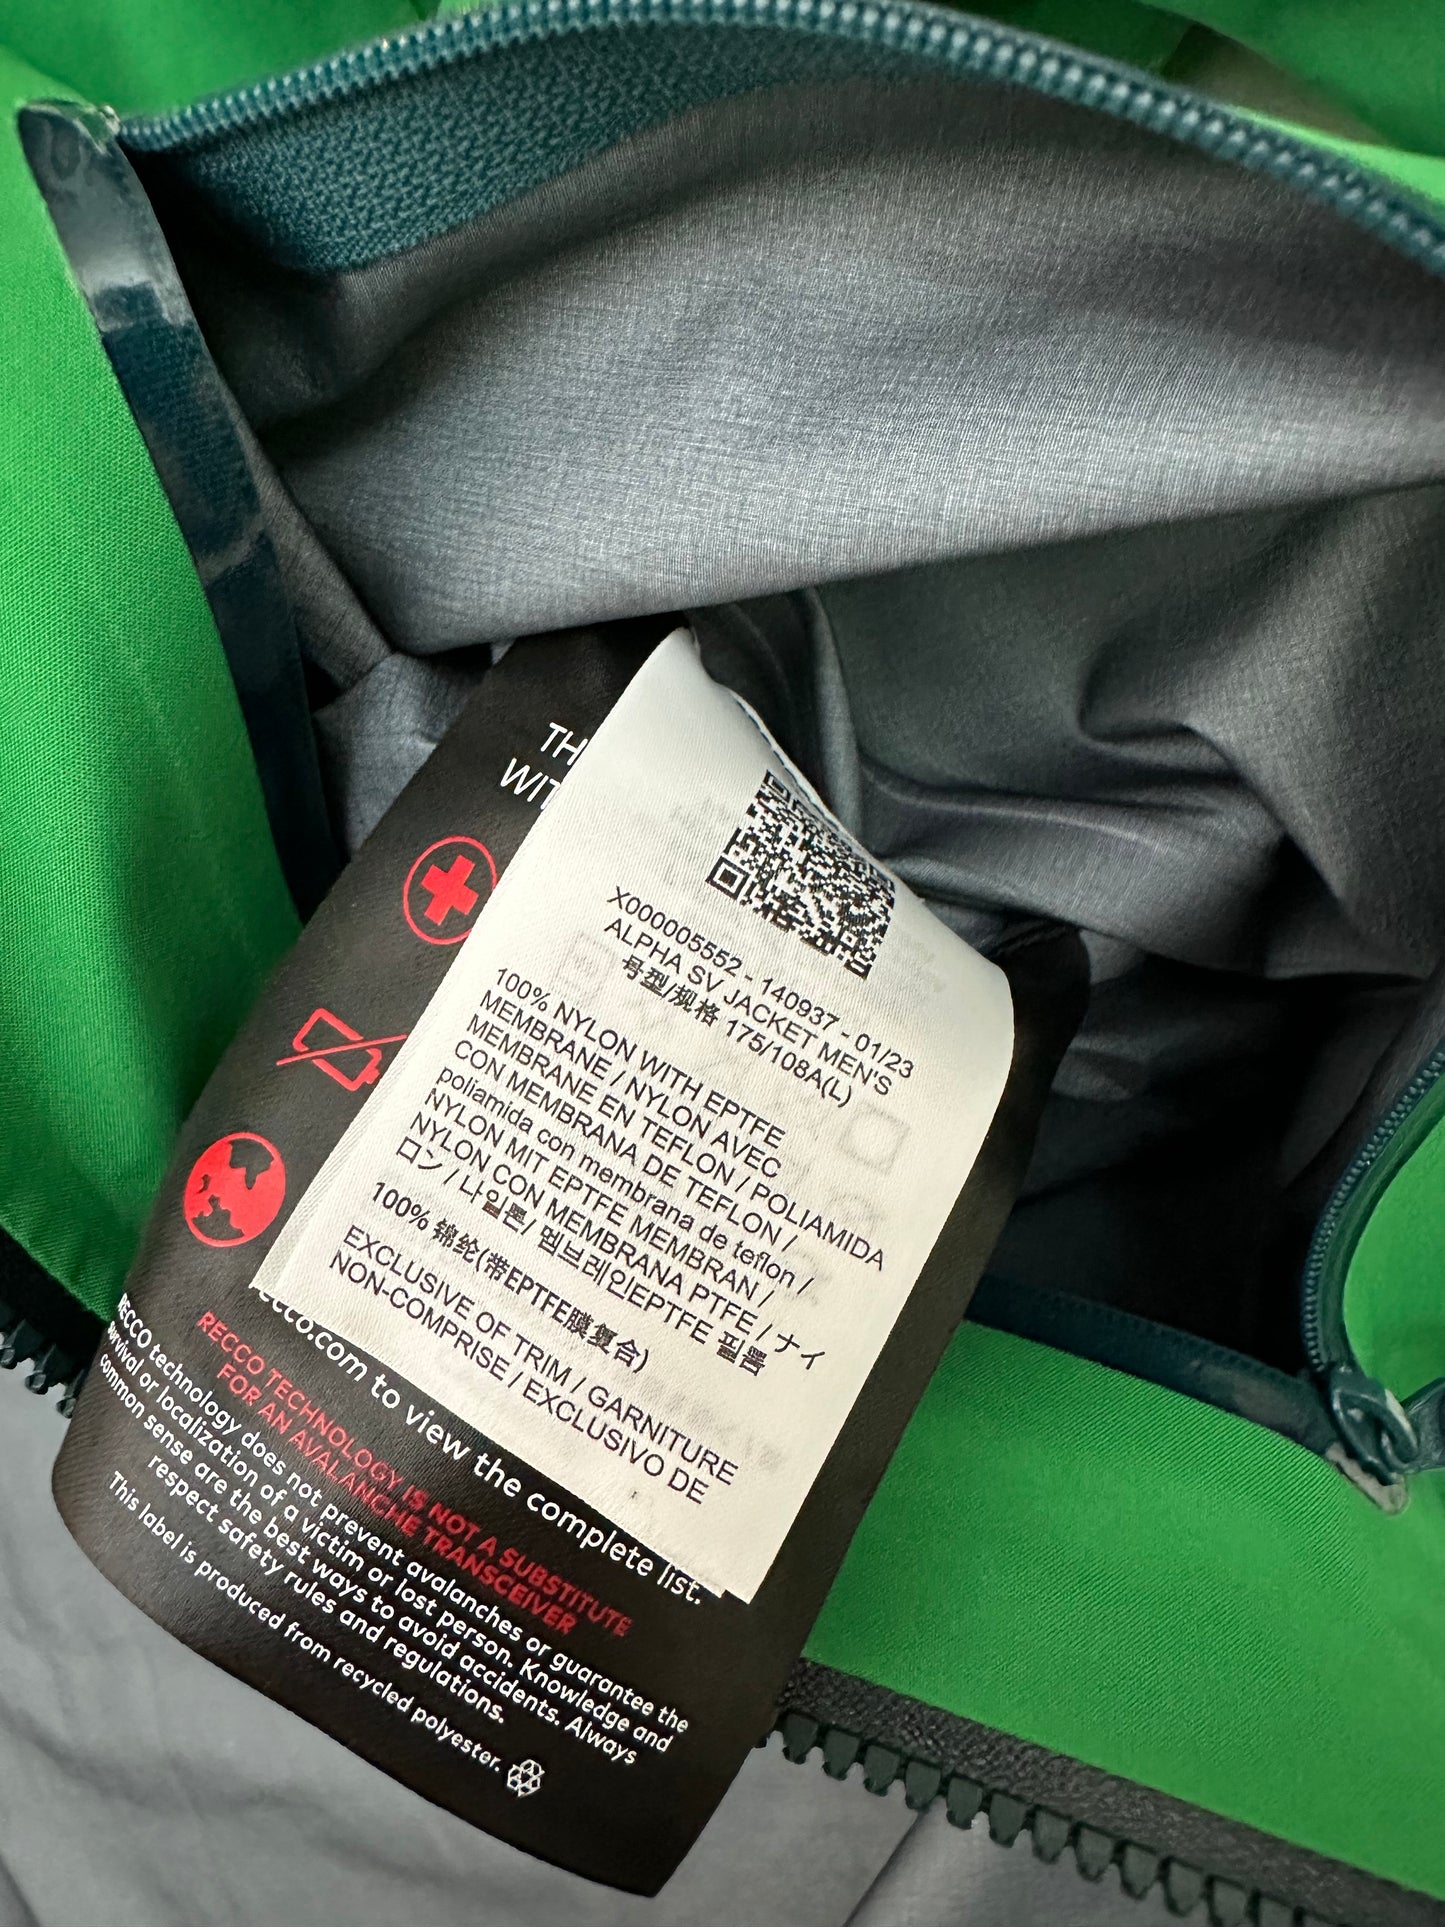 X000005552 - 140937 - 01/23
ALPHA SV JACKET MEN'S
号型/规格 175/108A(L)
100% NYLON WITH EPTFE
MEMBRANE / NYLON AVEC
MEMBRANE EN TEFLON / POLIAMIDA
CON MEMBRANA DE TEFLON /
poliamida con membrana de teflon /
NYLON MIT EPTFE MEMBRAN /
NYLON CON MEMBRANA PTFE / ナイ
ロン / 나일론/ 멤브레인EPTFE 필름
100% 锦纶(带EPTFE膜复合)
EXCLUSIVE OF TRIM / GARNITURE
NON-COMPRISE / EXCLUSIVO DE
to view the complete list.
RECCO TECHNOLOGY IS NOT A SUBSTITUTE
FOR AN AVALANCHE TRANSCEIVER
RECCO technology does not prevent avalanches or guarantee the
survival or localization of a victim or lost person. Knowledge and
common sense are the best ways to avoid accidents. Always
respect safety rules and regulations.
This label is produced from recycled polyester.